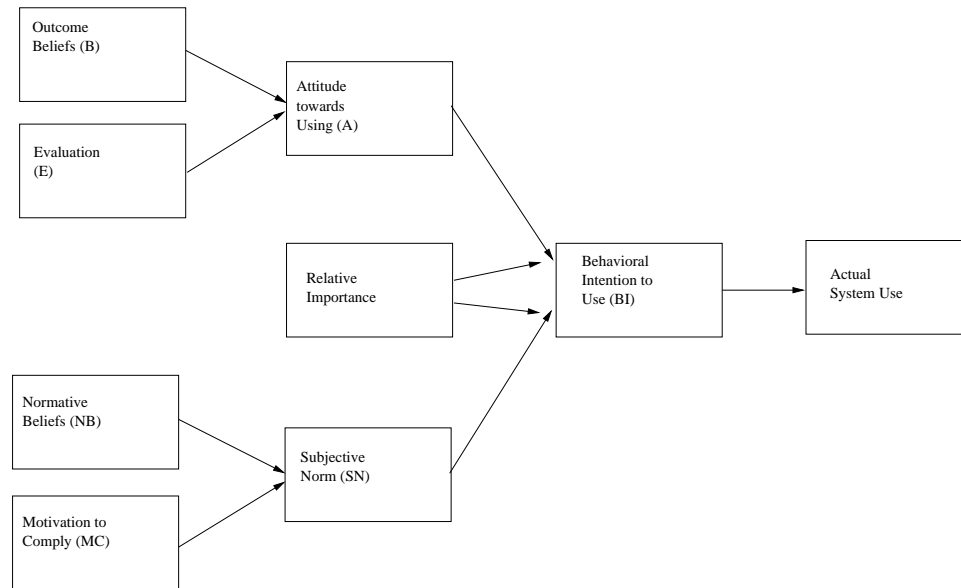 Outcome
Beliefs (B)
Evaluation
(E)
Attitude
towards
Using (A)
Relative
Importance
Behavioral
Intention to
Use (BI)
Actual
System Use
Normative
Beliefs (NB)
Motivation to
Comply (MC)
Subjective
Norm (SN)